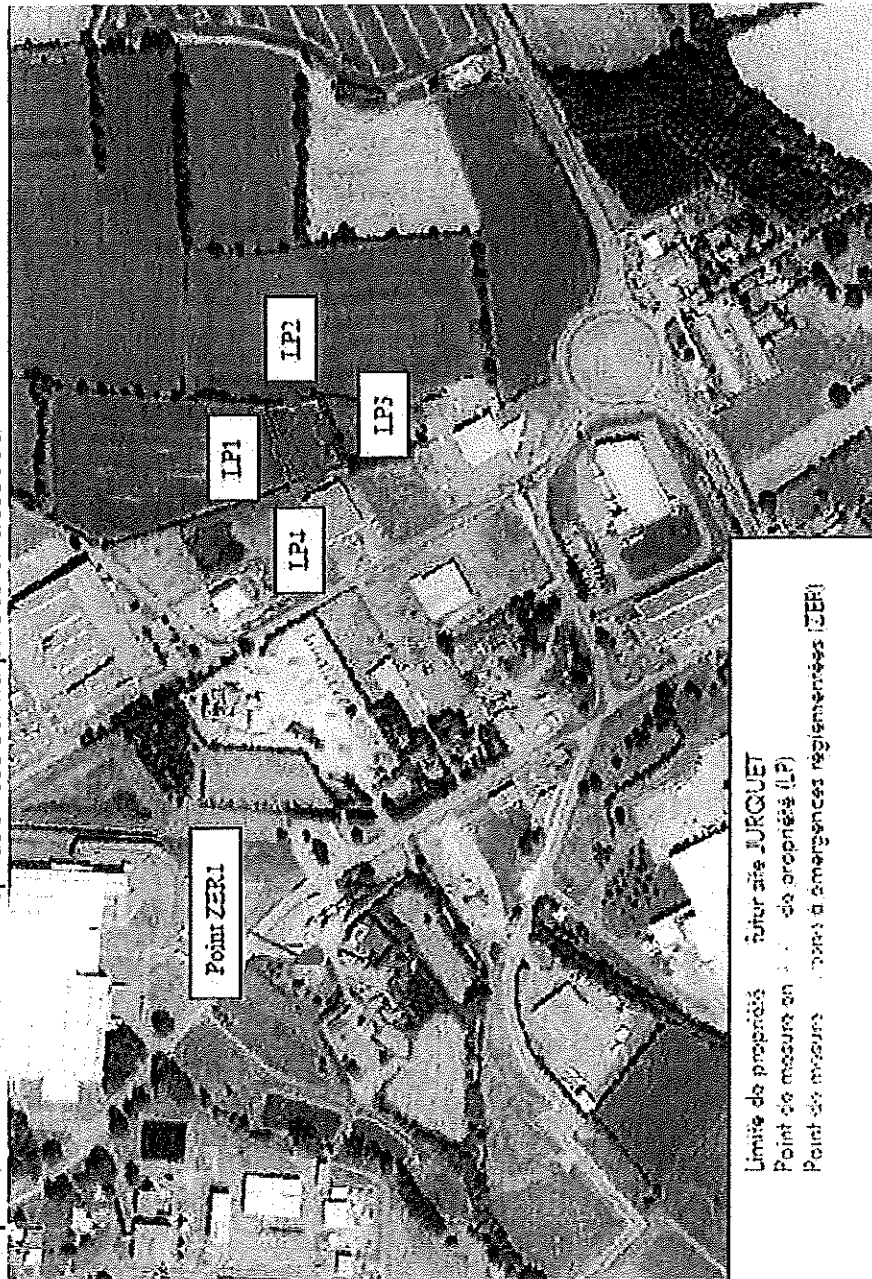 Point ZER1
LP4
LP1
LP3
LP2
Limite de propriété futur site JURQUET
Point de mesure en de propriété (LP)
Point de mesure à émergences réglementées (ZER)